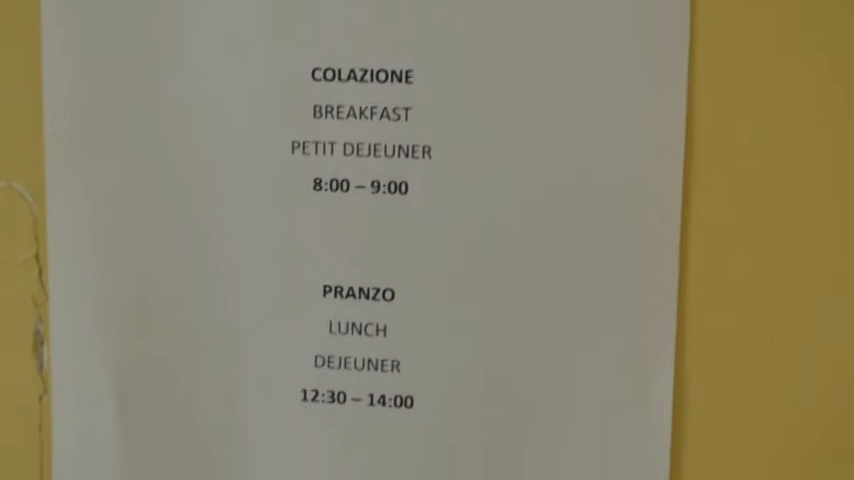 COLAZIONE
BREAKFAST
PETIT DEJEUNER
8:00 – 9:00
PRANZO
LUNCH
DEJEUNER
12:30 – 14:00